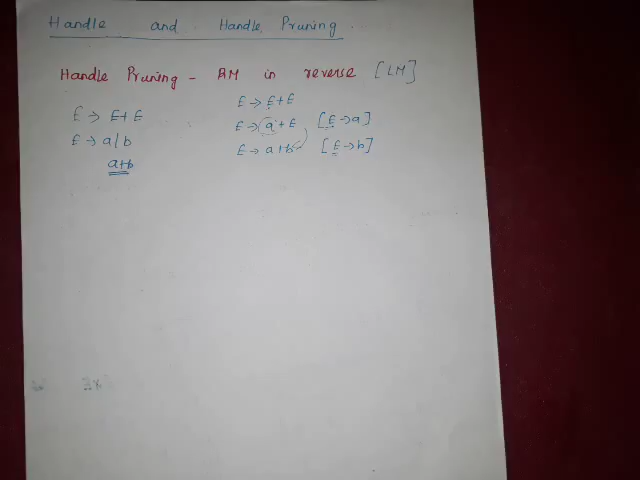 Handle and Handle Pruning
Handle Pruning - RM in reverse [LM]
E → E+E
E → a/b
a+b
E → E+E
E → a+E [E→a]
E → a+b [E→b]